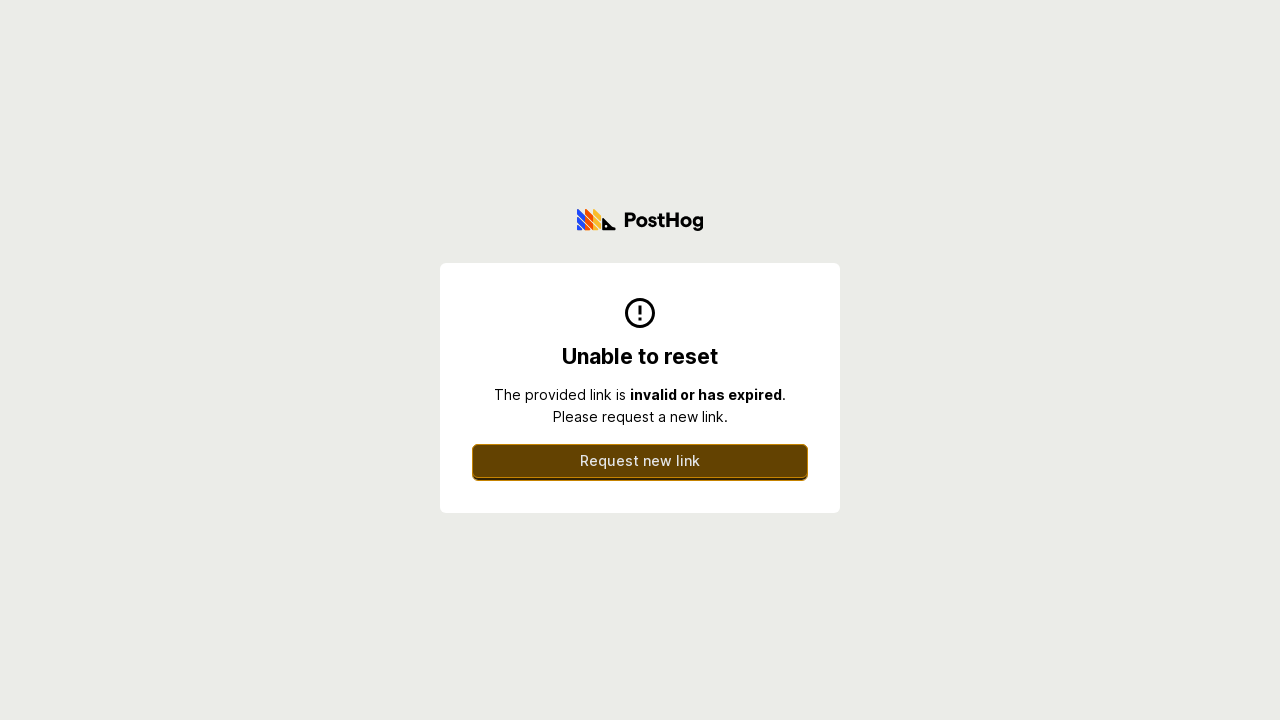 PostHog
Unable to reset
The provided link is invalid or has expired.
Please request a new link.
Request new link